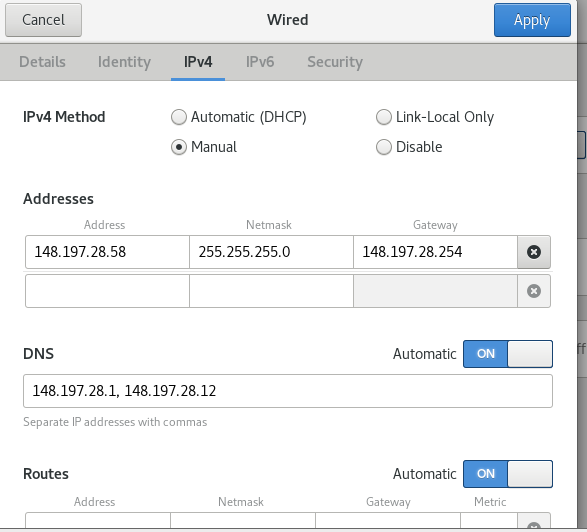 Cancel Wired Apply
Details Identity IPv4 IPv6 Security
IPv4 Method Automatic (DHCP) Link-Local Only
Manual Disable
Addresses
Address Netmask Gateway
148.197.28.58 255.255.255.0 148.197.28.254
DNS Automatic ON
148.197.28.1, 148.197.28.12
Separate IP addresses with commas
Routes Automatic ON
Address Netmask Gateway Metric